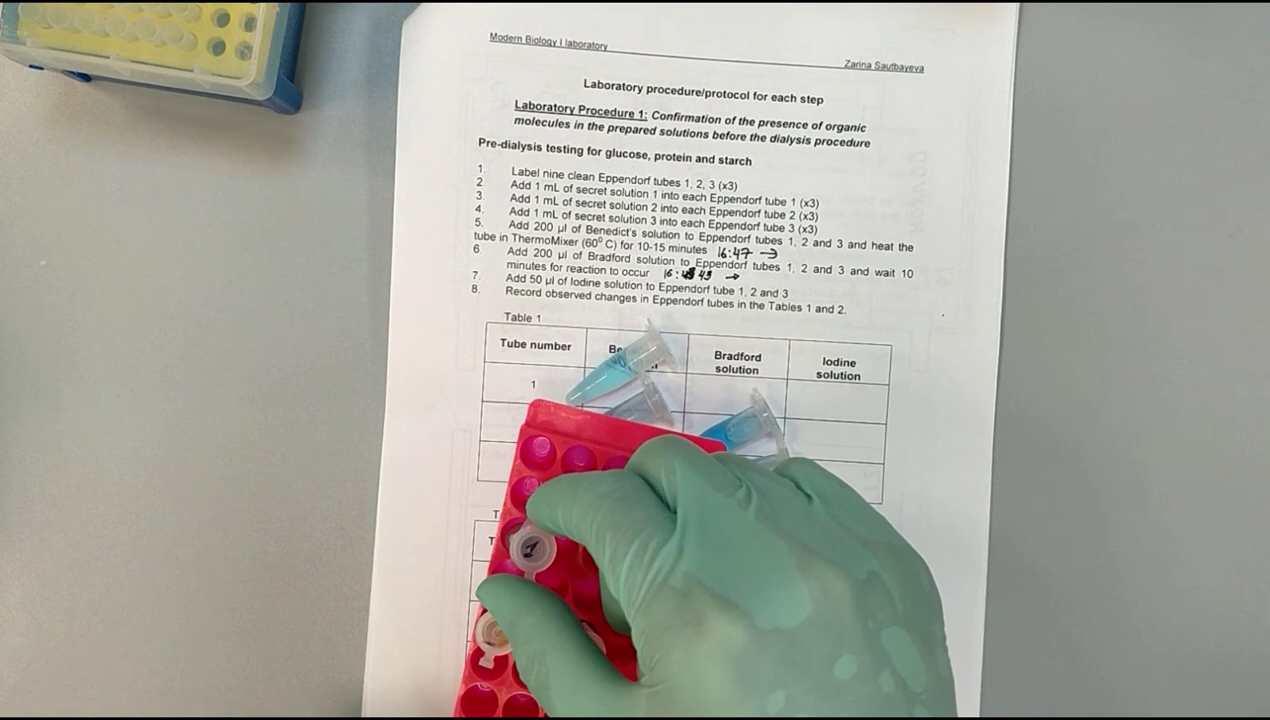 Modern Biology I laboratory
Zarina Sautbayeva
Laboratory procedure/protocol for each step
Laboratory Procedure 1: Confirmation of the presence of organic
molecules in the prepared solutions before the dialysis procedure
Pre-dialysis testing for glucose, protein and starch
1. Label nine clean Eppendorf tubes 1, 2, 3 (x3)
2. Add 1 mL of secret solution 1 into each Eppendorf tube 1 (x3)
3. Add 1 mL of secret solution 2 into each Eppendorf tube 2 (x3)
4. Add 1 mL of secret solution 3 into each Eppendorf tube 3 (x3)
5. Add 200 µl of Benedict's solution to Eppendorf tubes 1, 2 and 3 and heat the
tube in ThermoMixer (60⁰ C) for 10-15 minutes 16:47 →
6. Add 200 µl of Bradford solution to Eppendorf tubes 1, 2 and 3 and wait 10
minutes for reaction to occur 16: 43 →
7. Add 50 µl of Iodine solution to Eppendorf tube 1, 2 and 3
8. Record observed changes in Eppendorf tubes in the Tables 1 and 2.
Table 1
Tube number Be Bradford solution Iodine solution
1
T
T
1